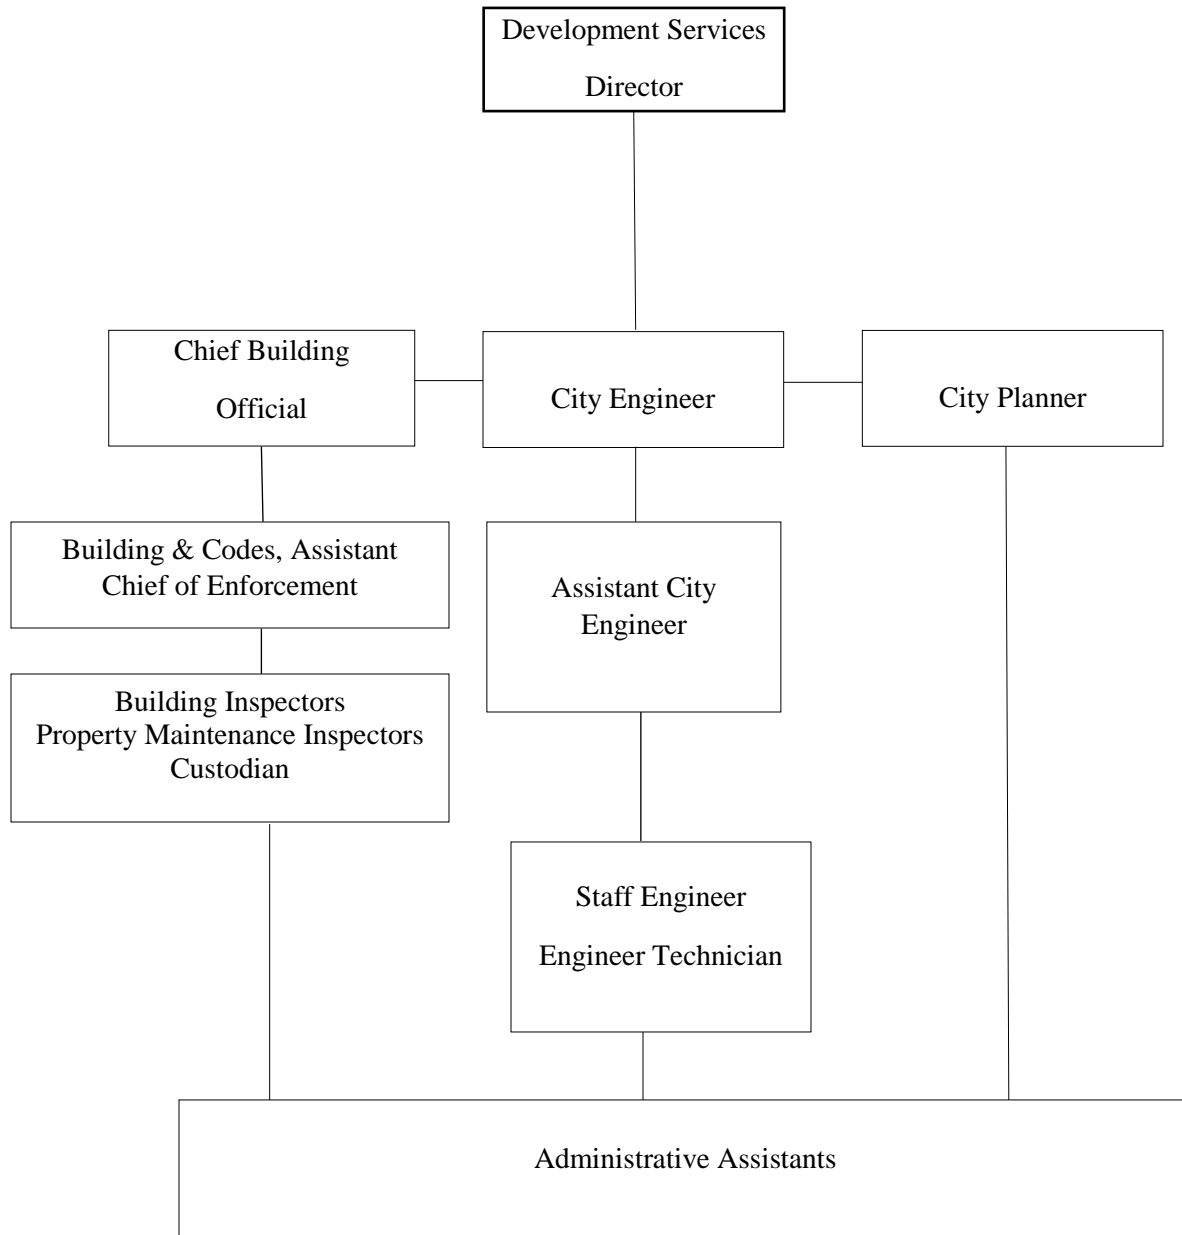 Development Services
Director
Chief Building
Official
City Engineer
City Planner
Building & Codes, Assistant
Chief of Enforcement
Assistant City
Engineer
Building Inspectors
Property Maintenance Inspectors
Custodian
Staff Engineer
Engineer Technician
Administrative Assistants